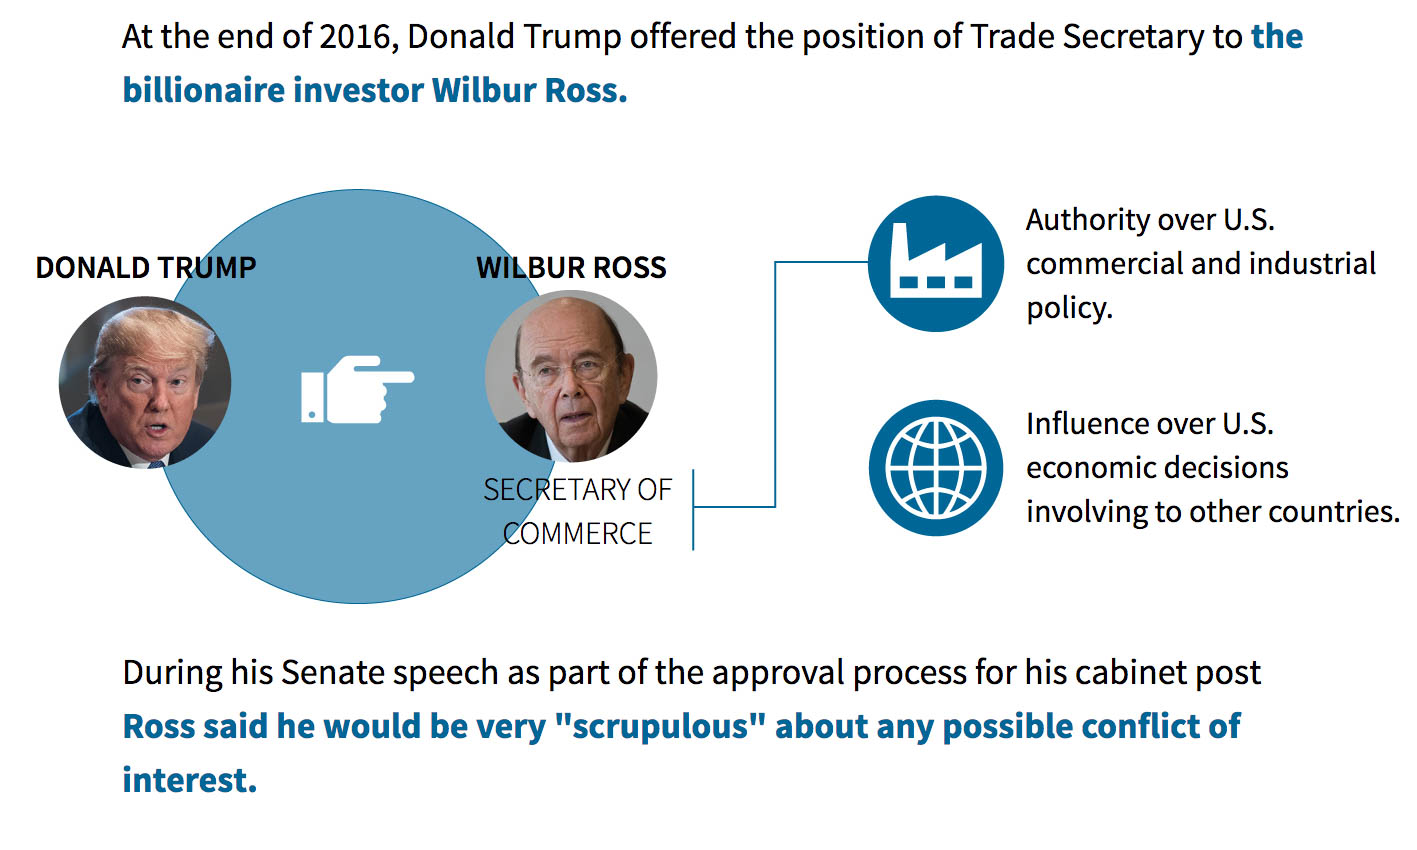 At the end of 2016, Donald Trump offered the position of Trade Secretary to the
billionaire investor Wilbur Ross.
DONALD TRUMP
WILBUR ROSS
SECRETARY OF
COMMERCE
Authority over U.S.
commercial and industrial
policy.
Influence over U.S.
economic decisions
involving to other countries.
During his Senate speech as part of the approval process for his cabinet post
Ross said he would be very "scrupulous" about any possible conflict of
interest.